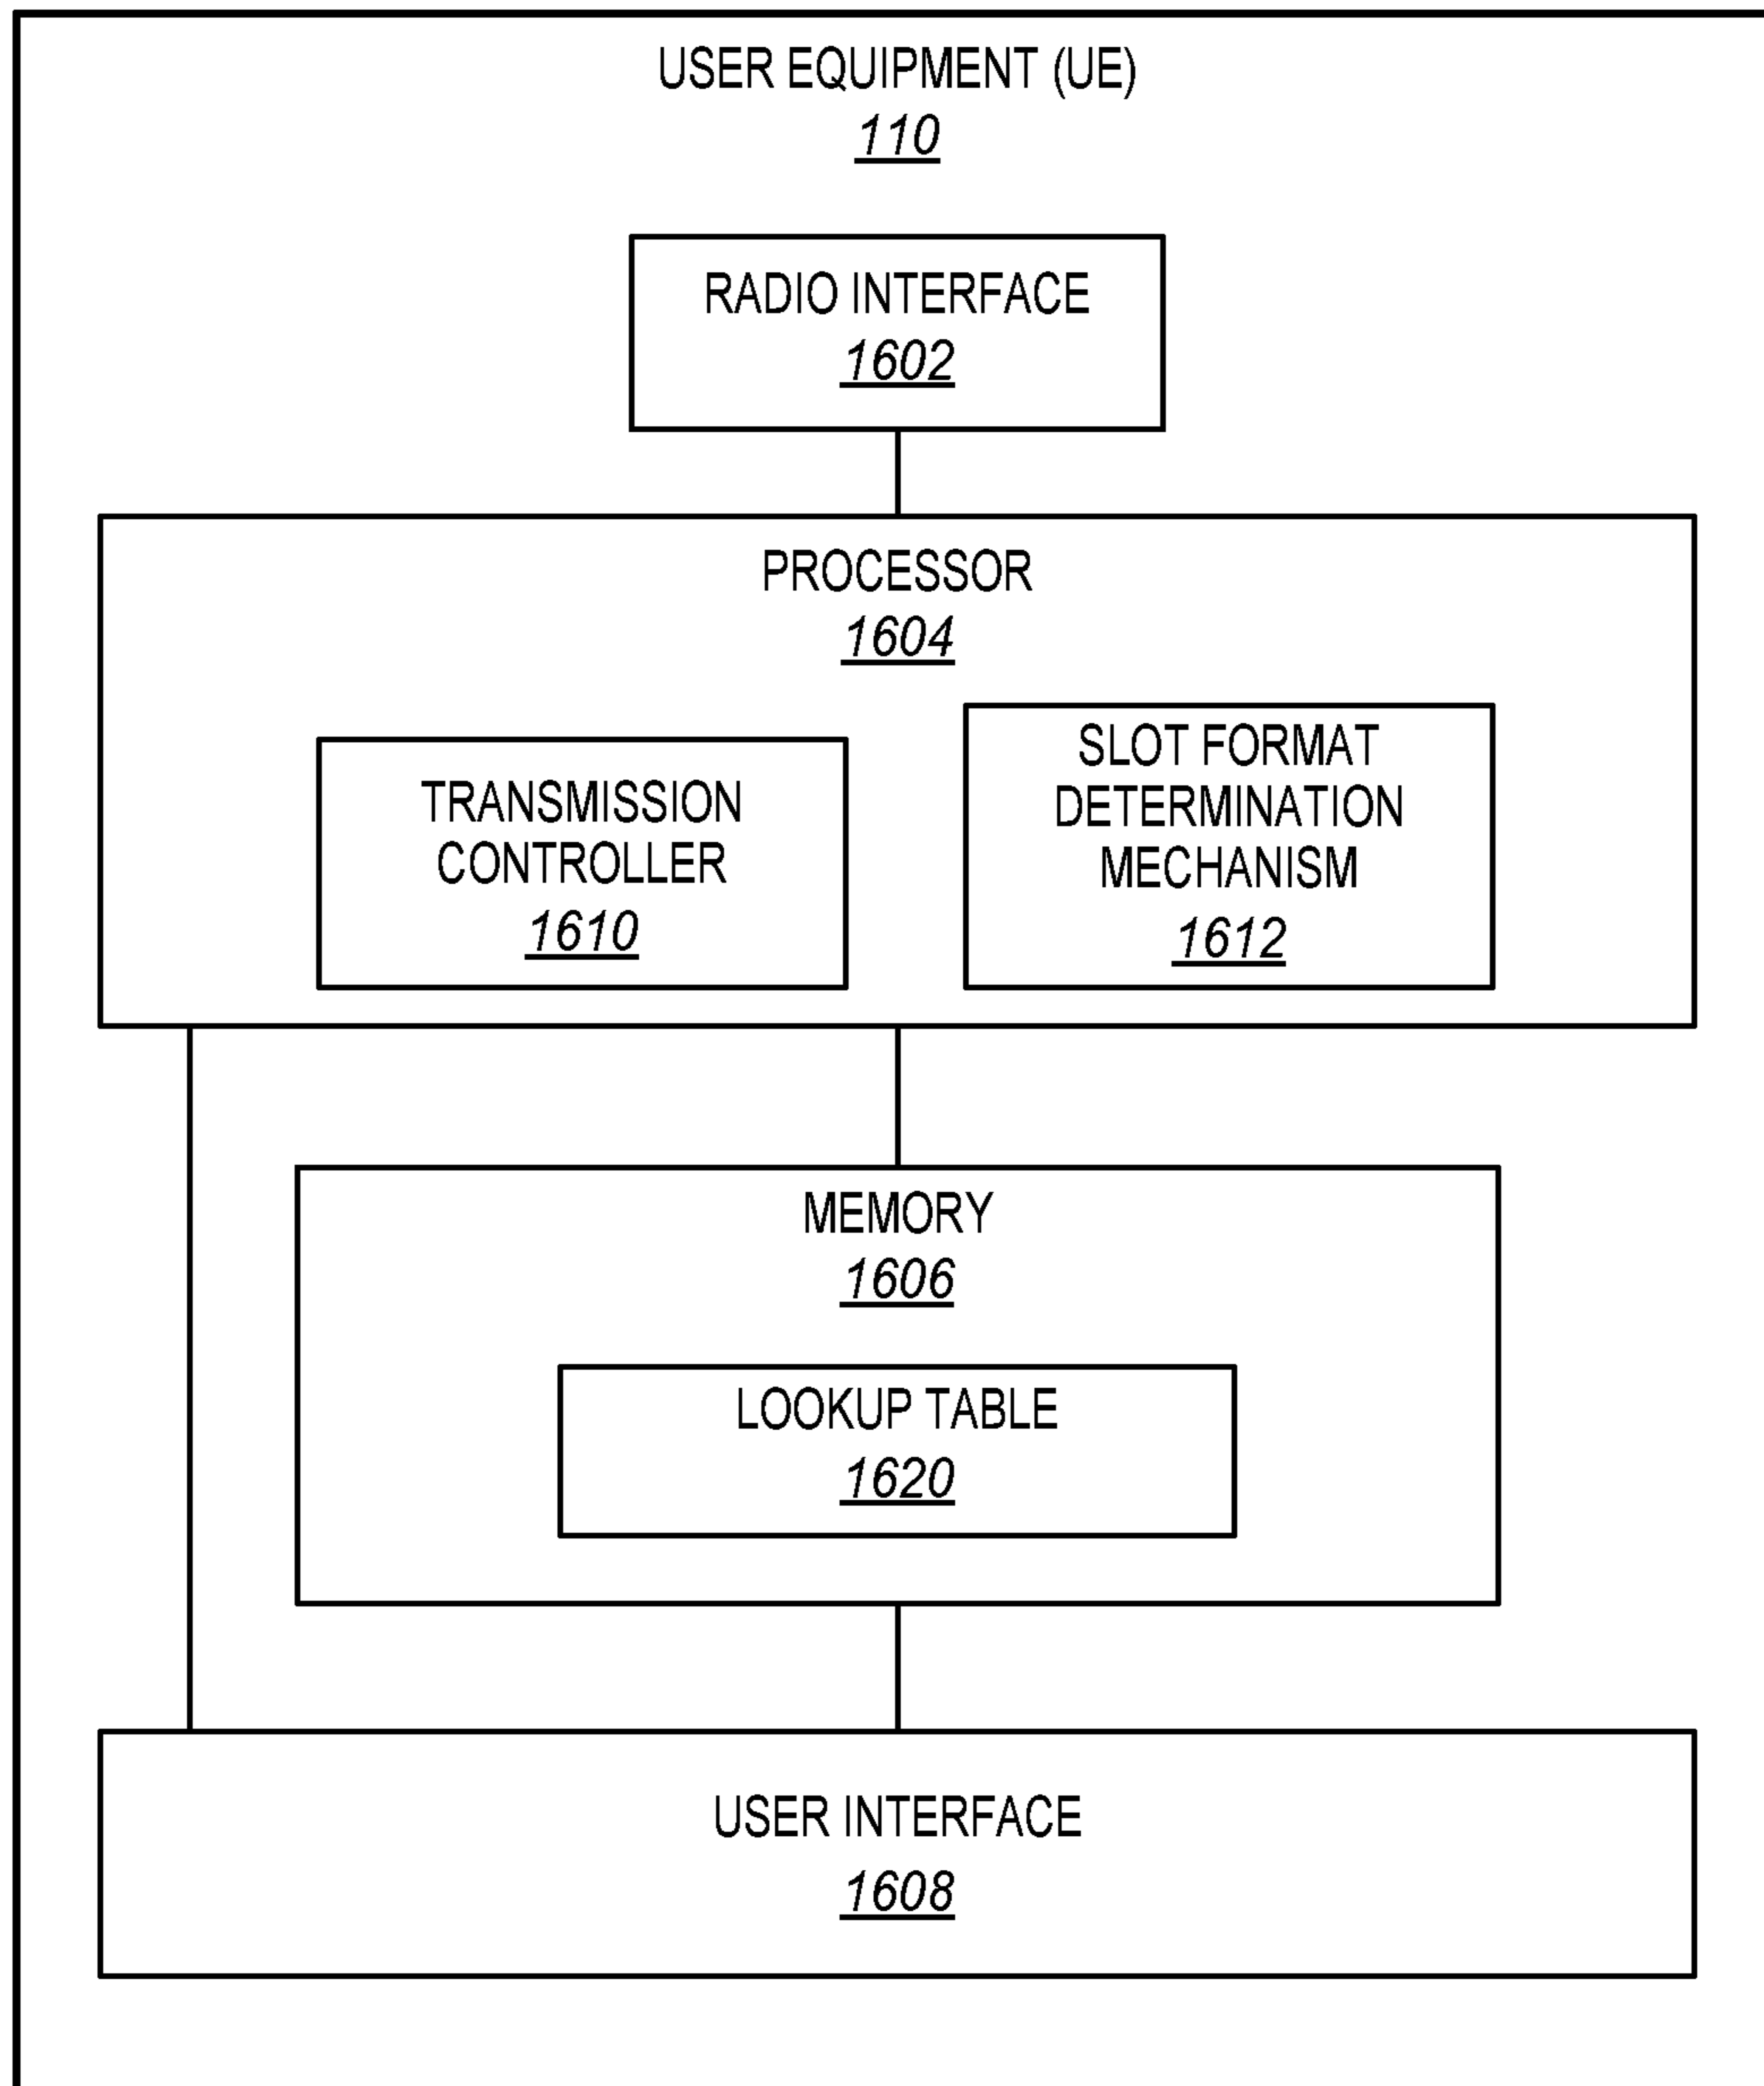 USER EQUIPMENT (UE)
110
RADIO INTERFACE
1602
PROCESSOR
1604
TRANSMISSION
CONTROLLER
1610
SLOT FORMAT
DETERMINATION
MECHANISM
1612
MEMORY
1606
LOOKUP TABLE
1620
USER INTERFACE
1608